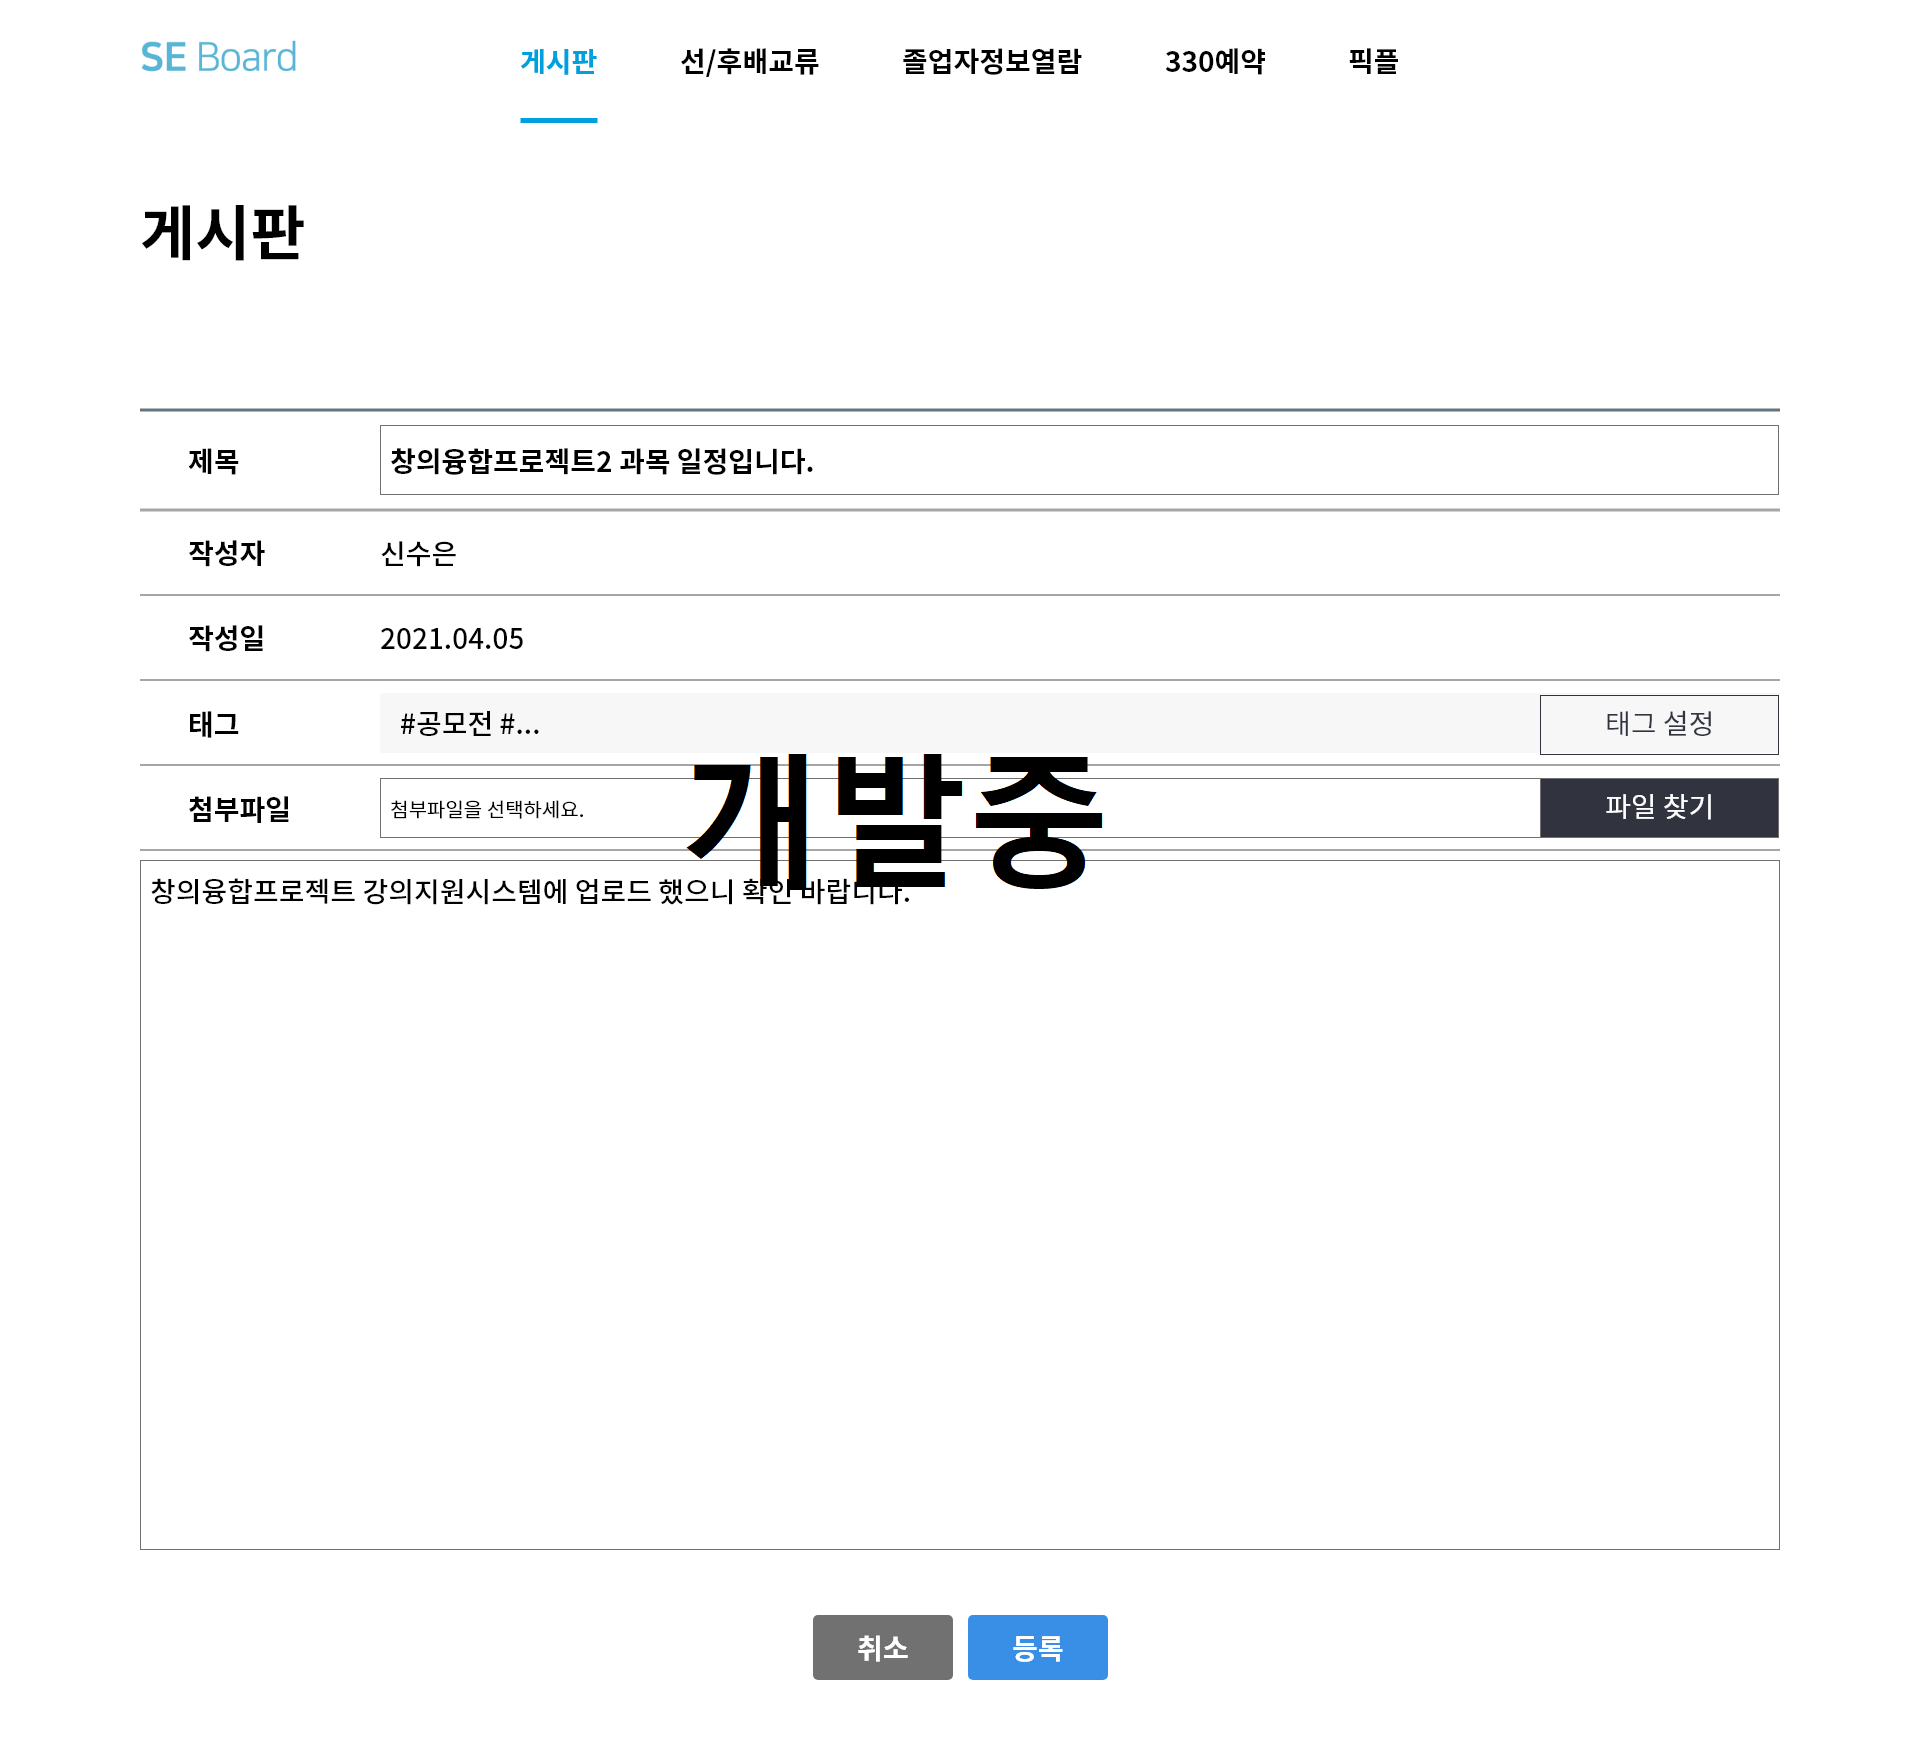 SE Board
게시판 선/후배교류 졸업자정보열람 330예약 픽플
게시판
제목 창의융합프로젝트2 과목 일정입니다.
작성자 신수은
작성일 2021.04.05
태그 #공모전 #... 태그 설정
첨부파일 첨부파일을 선택하세요. 파일 찾기
개발중
창의융합프로젝트 강의지원시스템에 업로드 했으니 확인 바랍니다.
취소 등록